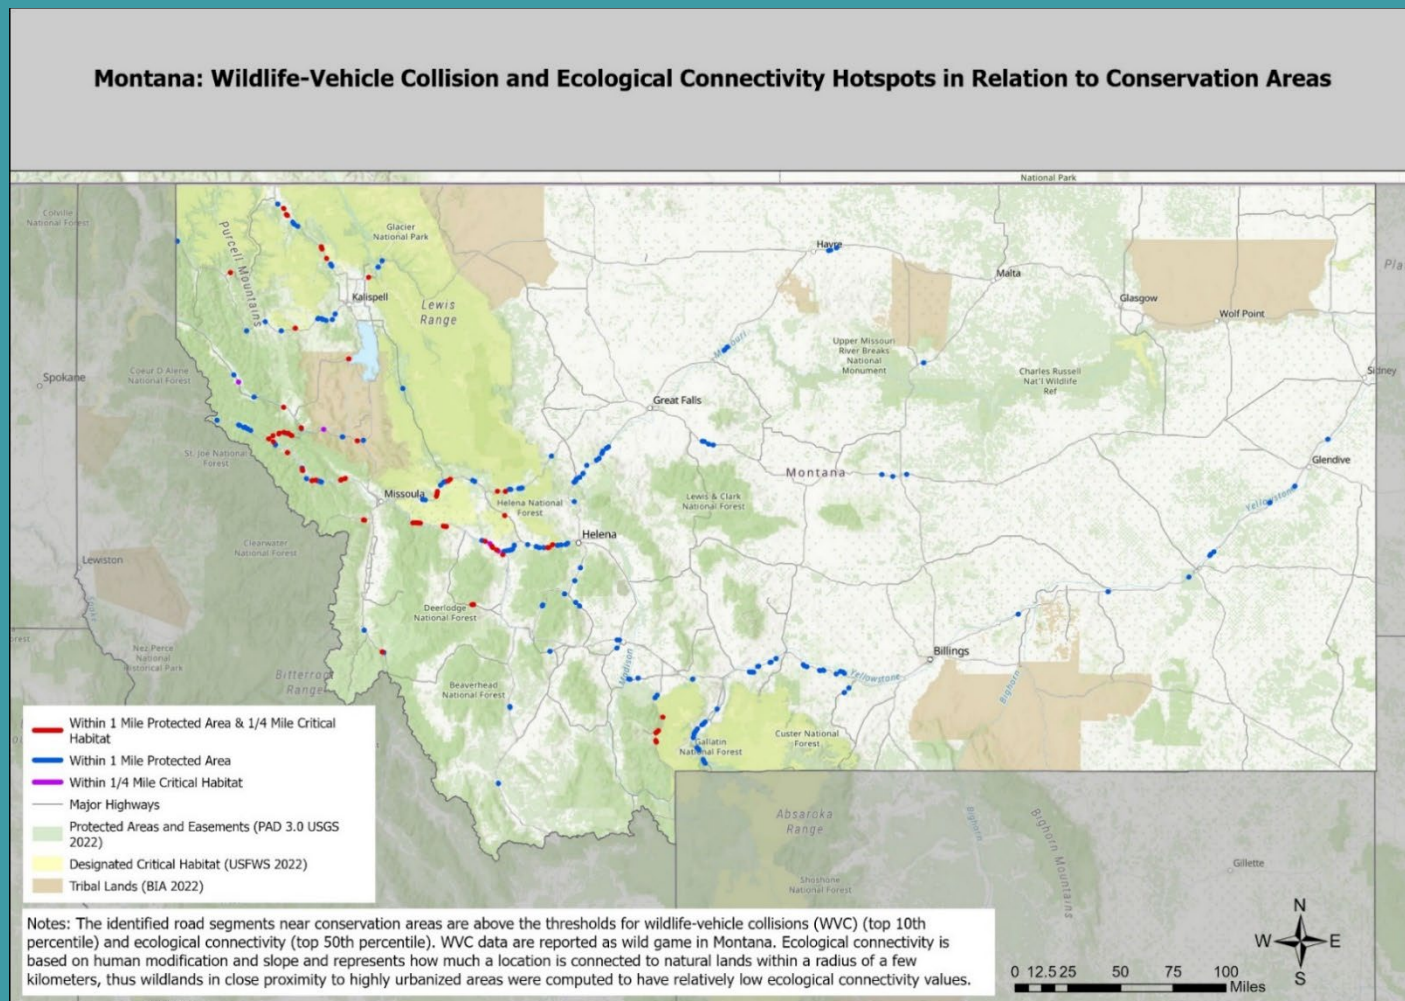 Montana: Wildlife-Vehicle Collision and Ecological Connectivity Hotspots in Relation to Conservation Areas
National Park
Colville
National Forest
Purcell Mountains
Glacier
National Park
Havre
Malta
Glasgow
Wolf Point
Kalispell
Lewis
Range
Missouri
Upper Missouri
River Breaks
National
Monument
Charles Russell
Nat'l Wildlife
Ref
Spokane
Coeur D Alene
National Forest
Sidney
Great Falls
St. Joe National
Forest
Montana
Glendive
Missoula
Helena National
Forest
Lewis & Clark
National Forest
Yellowstone
Clearwater
National Forest
Helena
Lewiston
Deerlodge
National Forest
Nez Perce
National
Historical Park
Bitterroot
Range
Beaverhead
National Forest
Madison
Billings
Yellowstone
Bighorn
Gallatin
National Forest
Custer National
Forest
Absaroka
Range
Bighorn
Bighorn Mountains
Shoshone
National Forest
Gillette
Within 1 Mile Protected Area & 1/4 Mile Critical
Habitat
Within 1 Mile Protected Area
Within 1/4 Mile Critical Habitat
Major Highways
Protected Areas and Easements (PAD 3.0 USGS
2022)
Designated Critical Habitat (USFWS 2022)
Tribal Lands (BIA 2022)
Notes: The identified road segments near conservation areas are above the thresholds for wildlife-vehicle collisions (WVC) (top 10th
percentile) and ecological connectivity (top 50th percentile). WVC data are reported as wild game in Montana. Ecological connectivity is
based on human modification and slope and represents how much a location is connected to natural lands within a radius of a few
kilometers, thus wildlands in close proximity to highly urbanized areas were computed to have relatively low ecological connectivity values.
N
W E
S
0 12.5 25 50 75 100
Miles